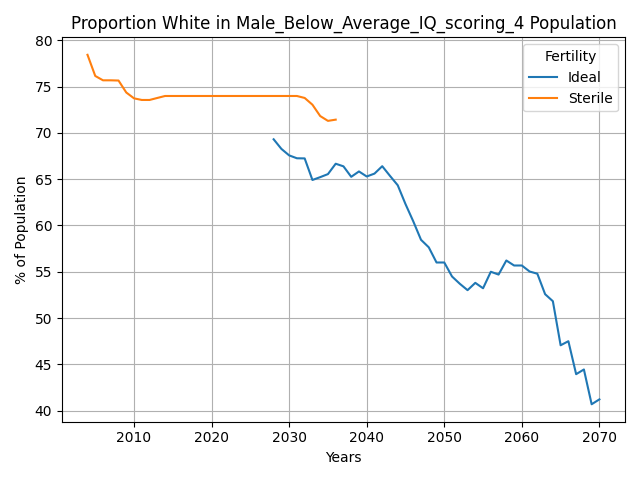 Proportion White in Male_Below_Average_IQ_scoring_4 Population
% of Population
80
75
70
65
60
55
50
45
40
Fertility
Ideal
Sterile
2010 2020 2030 2040 2050 2060 2070
Years